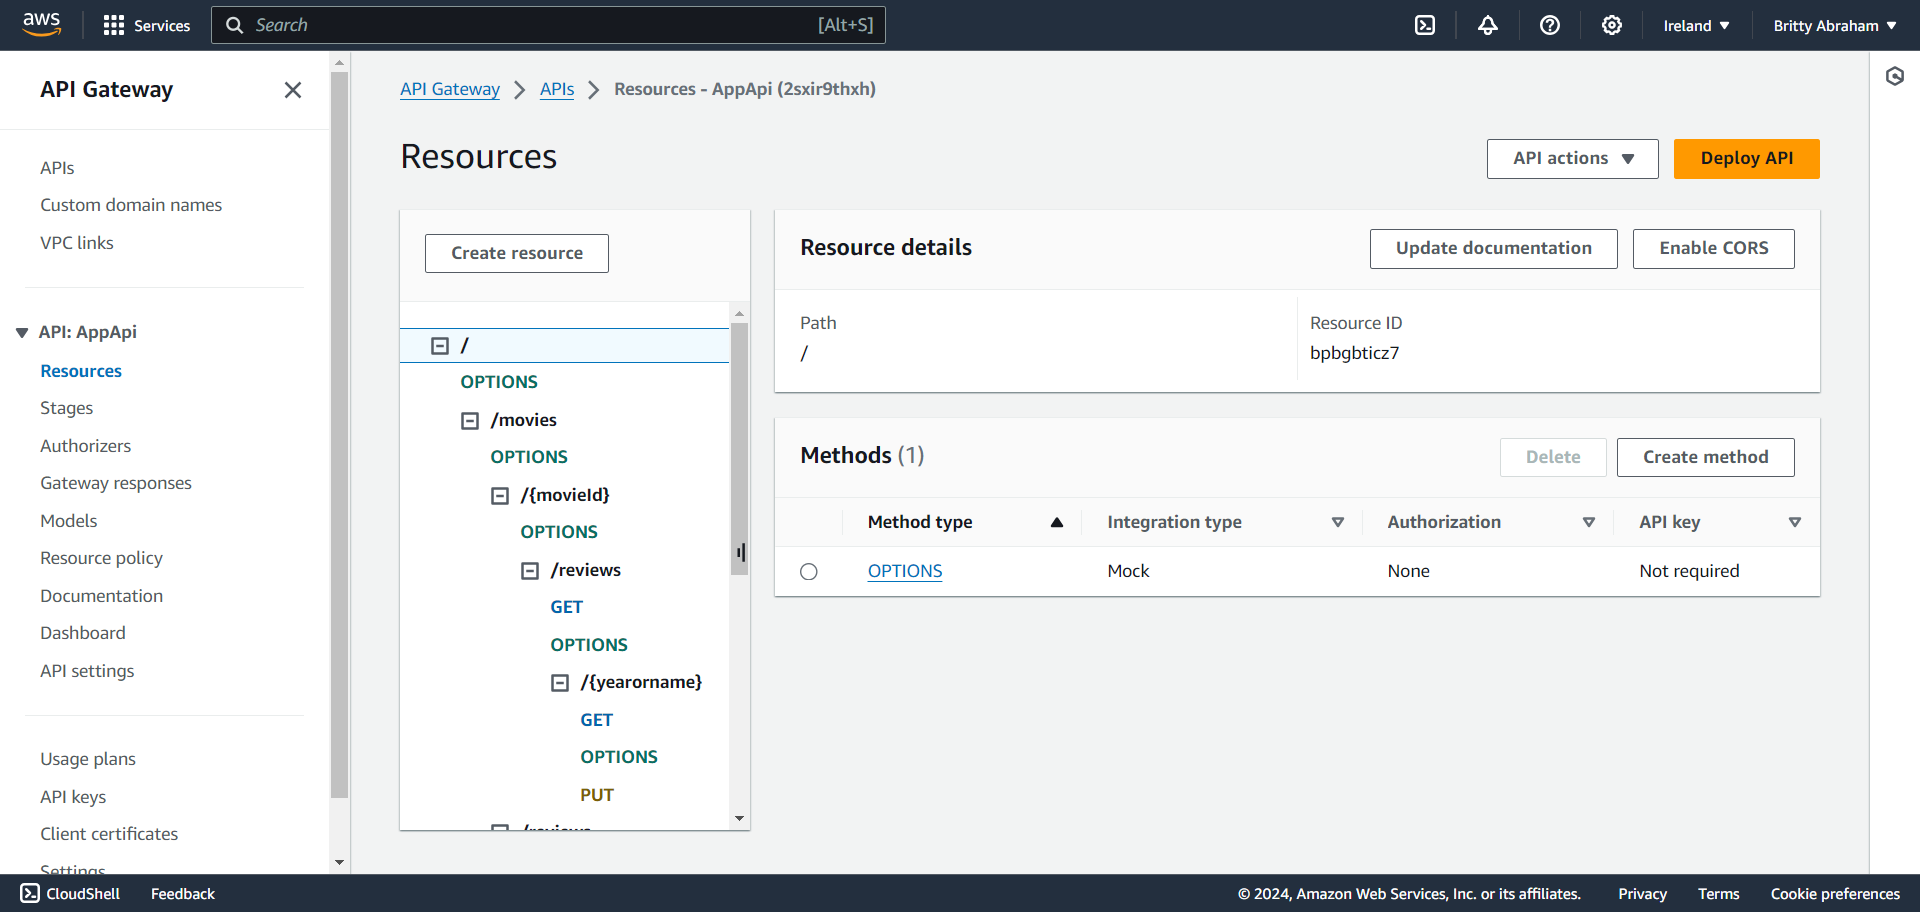 aws
Services
Search
[Alt+S]
Ireland
Britty Abraham
API Gateway
APIs
Custom domain names
VPC links
API: AppApi
Resources
Stages
Authorizers
Gateway responses
Models
Resource policy
Documentation
Dashboard
API settings
Usage plans
API keys
Client certificates
Settings
API Gateway
APIs
Resources - AppApi (2sxir9thxh)
Resources
API actions
Deploy API
Create resource
/
OPTIONS
/movies
OPTIONS
/{movieId}
OPTIONS
/reviews
GET
OPTIONS
/{yearorname}
GET
OPTIONS
PUT
/reviews
Resource details
Update documentation
Enable CORS
Path
/
Resource ID
bpbgbticz7
Methods (1)
Delete
Create method
Method type
Integration type
Authorization
API key
OPTIONS
Mock
None
Not required
CloudShell
Feedback
© 2024, Amazon Web Services, Inc. or its affiliates.
Privacy
Terms
Cookie preferences